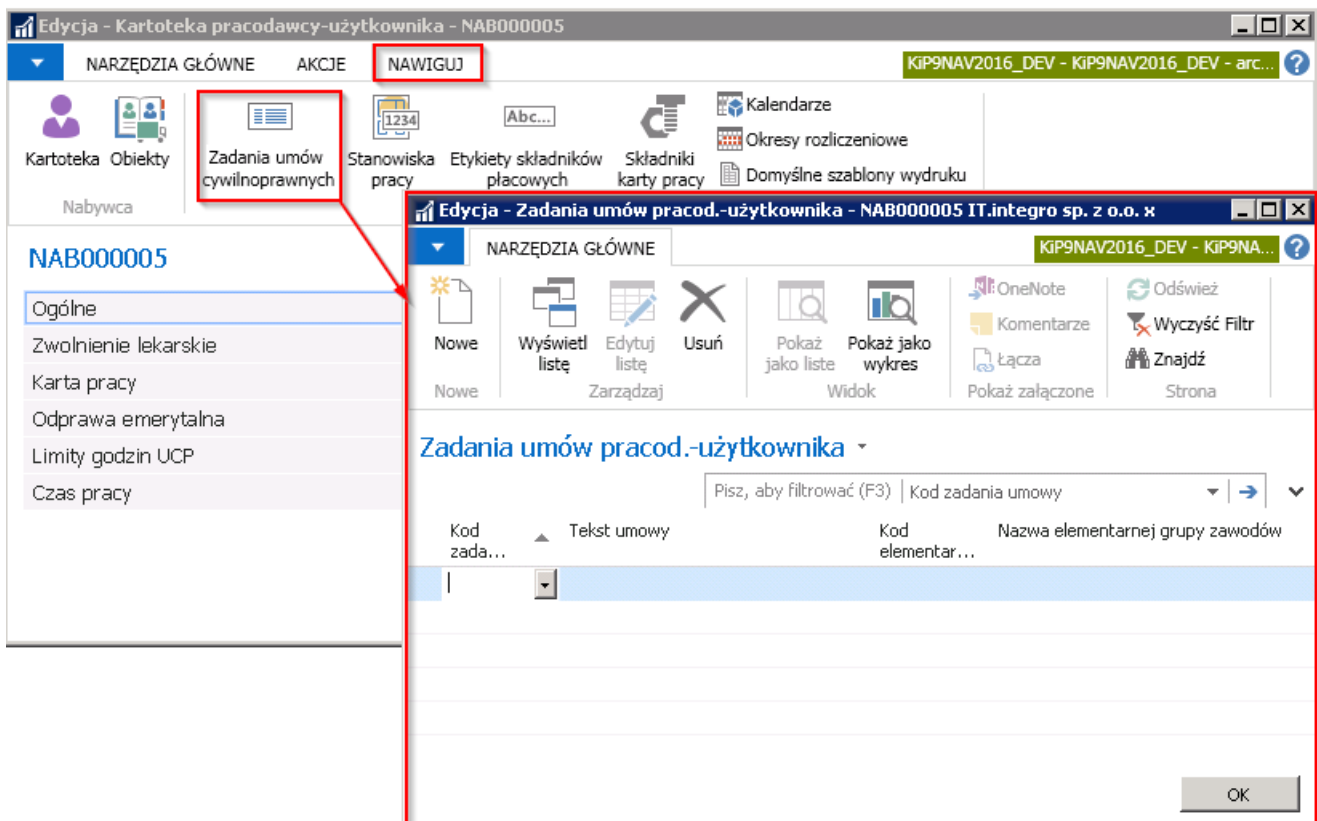 Edycja - Kartoteka pracodawcy-użytkownika - NAB000005
NARZĘDZIA GŁÓWNE AKCJE NAWIGUJ
KiP9NAV2016_DEV - KiP9NAV2016_DEV - arc...
Kartoteka Obiekty
Nabywca
Zadania umów
cywilnoprawnych
1234
Stanowiska
pracy
Abc...
Etykiety składników
płacowych
Składniki
karty pracy
Kalendarze
Okresy rozliczeniowe
Domyślne szablony wydruku
NAB000005
Ogólne
Zwolnienie lekarskie
Karta pracy
Odprawa emerytalna
Limity godzin UCP
Czas pracy
Edycja - Zadania umów pracod.-użytkownika - NAB000005 IT.integro sp. z o.o. x
NARZĘDZIA GŁÓWNE
KiP9NAV2016_DEV - KiP9NA...
Nowe
Nowe
Wyświetl
listę
Edytuj
listę
Usuń
Zarządzaj
Pokaż
jako liste
Pokaż jako
wykres
Widok
OneNote
Komentarze
Łącza
Pokaż załączone
Odśwież
Wyczyść Filtr
Znajdź
Strona
Zadania umów pracod.-użytkownika
Pisz, aby filtrować (F3) Kod zadania umowy
Kod
zada...
Tekst umowy
Kod
elementar...
Nazwa elementarnej grupy zawodów
OK